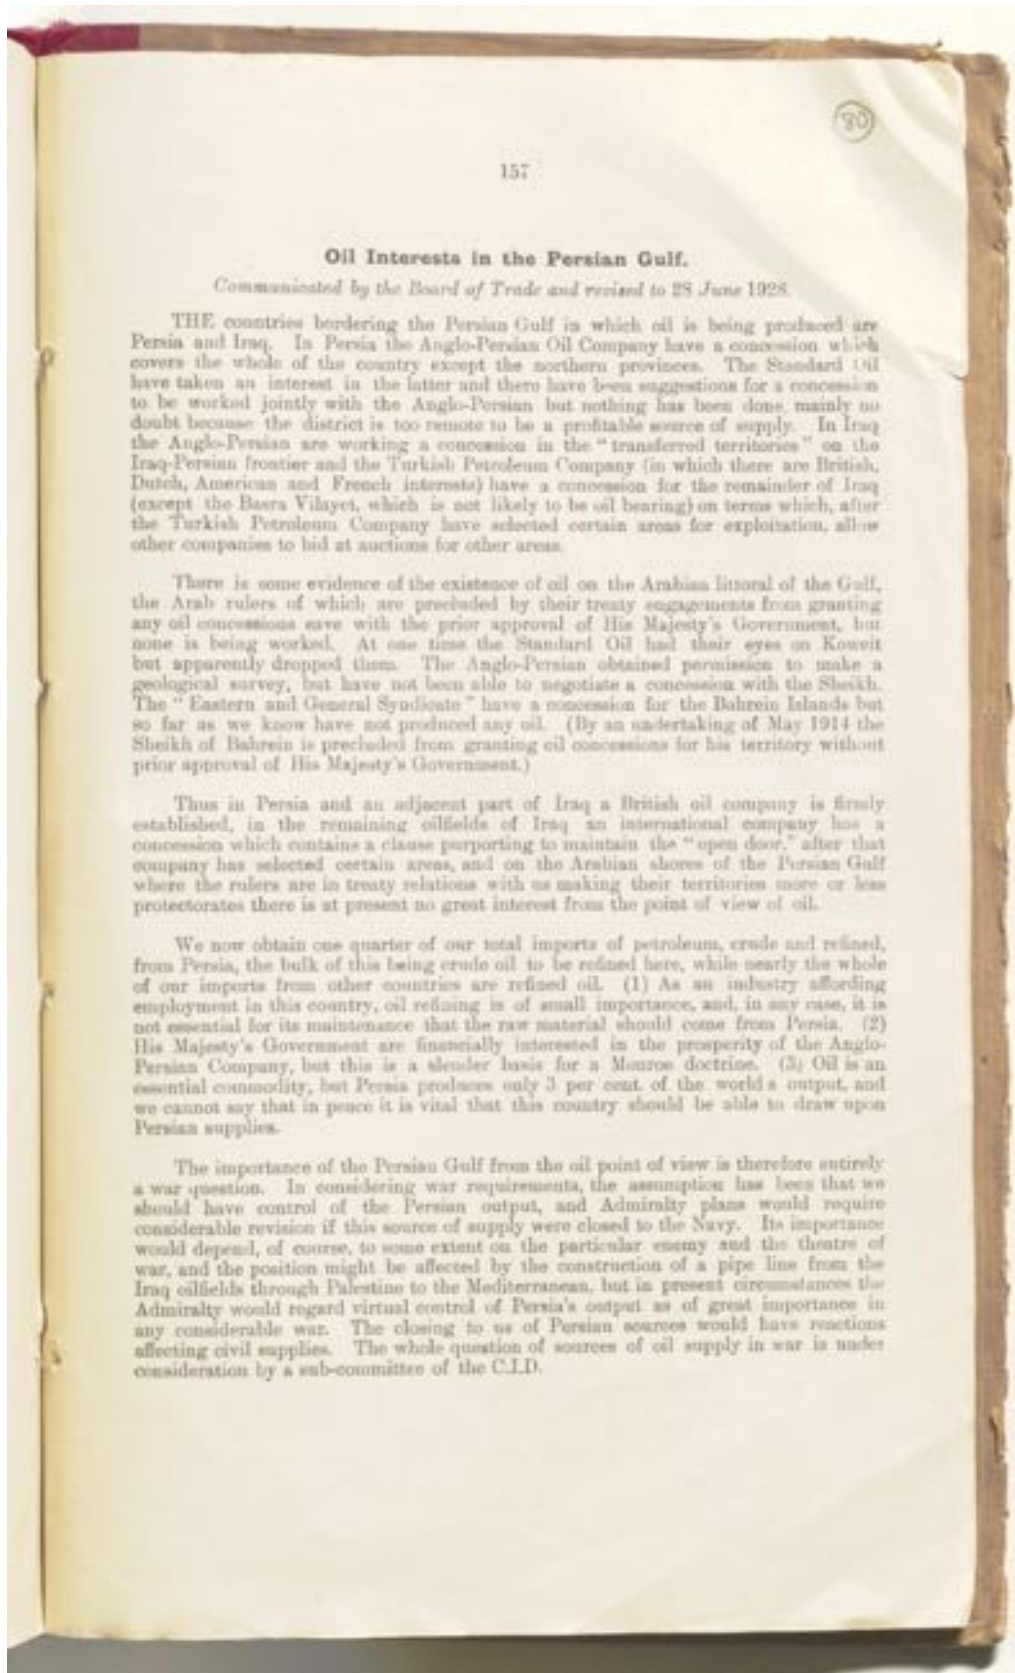 80
157
Oil Interests in the Persian Gulf.
Communicated by the Board of Trade and revised to 28 June 1928.
THE countries bordering the Persian Gulf in which oil is being produced are
Persia and Iraq. In Persia the Anglo-Persian Oil Company have a concession which
covers the whole of the country except the northern provinces. The Standard Oil
have taken an interest in the latter and there have been suggestions for a concession
to be worked jointly with the Anglo-Persian but nothing has been done, mainly no
doubt because the district is too remote to be a profitable source of supply. In Iraq
the Anglo-Persian are working a concession in the "transferred territories" on the
Iraq-Persian frontier and the Turkish Petroleum Company (in which there are British,
Dutch, American and French interests) have a concession for the remainder of Iraq
(except the Basra Vilayet, which is not likely to be oil bearing) on terms which, after
the Turkish Petroleum Company have selected certain areas for exploitation, allow
other companies to bid at auctions for other areas.
There is some evidence of the existence of oil on the Arabian littoral of the Gulf,
the Arab rulers of which are precluded by their treaty engagements from granting
any oil concessions save with the prior approval of His Majesty's Government, but
none is being worked. At one time the Standard Oil had their eyes on Koweit
but apparently dropped them. The Anglo-Persian obtained permission to make a
geological survey, but have not been able to negotiate a concession with the Sheikh.
The "Eastern and General Syndicate" have a concession for the Bahrein Islands but
so far as we know have not produced any oil. (By an undertaking of May 1914 the
Sheikh of Bahrein is precluded from granting oil concessions for his territory without
prior approval of His Majesty's Government.)
Thus in Persia and an adjacent part of Iraq a British oil company is firmly
established, in the remaining oilfields of Iraq an international company has a
concession which contains a clause purporting to maintain the "open door," after that
company has selected certain areas, and on the Arabian shores of the Persian Gulf
where the rulers are in treaty relations with us making their territories more or less
protectorates there is at present no great interest from the point of view of oil.
We now obtain one quarter of our total imports of petroleum, crude and refined,
from Persia, the bulk of this being crude oil to be refined here, while nearly the whole
of our imports from other countries are refined oil. (1) As an industry affording
employment in this country, oil refining is of small importance, and, in any case, it is
not essential for its maintenance that the raw material should come from Persia. (2)
His Majesty's Government are financially interested in the prosperity of the Anglo-
Persian Company, but this is a slender basis for a Monroe doctrine. (3) Oil is an
essential commodity, but Persia produces only 3 per cent. of the world's output, and
we cannot say that in peace it is vital that this country should be able to draw upon
Persian supplies.
The importance of the Persian Gulf from the oil point of view is therefore entirely
a war question. In considering war requirements, the assumption has been that we
should have control of the Persian output, and Admiralty plans would require
considerable revision if this source of supply were closed to the Navy. Its importance
would depend, of course, to some extent on the particular enemy and the theatre of
war, and the position might be affected by the construction of a pipe line from the
Iraq oilfields through Palestine to the Mediterranean, but in present circumstances the
Admiralty would regard virtual control of Persia's output as of great importance in
any considerable war. The closing to us of Persian sources would have reactions
affecting civil supplies. The whole question of sources of oil supply in war is under
consideration by a sub-committee of the C.I.D.